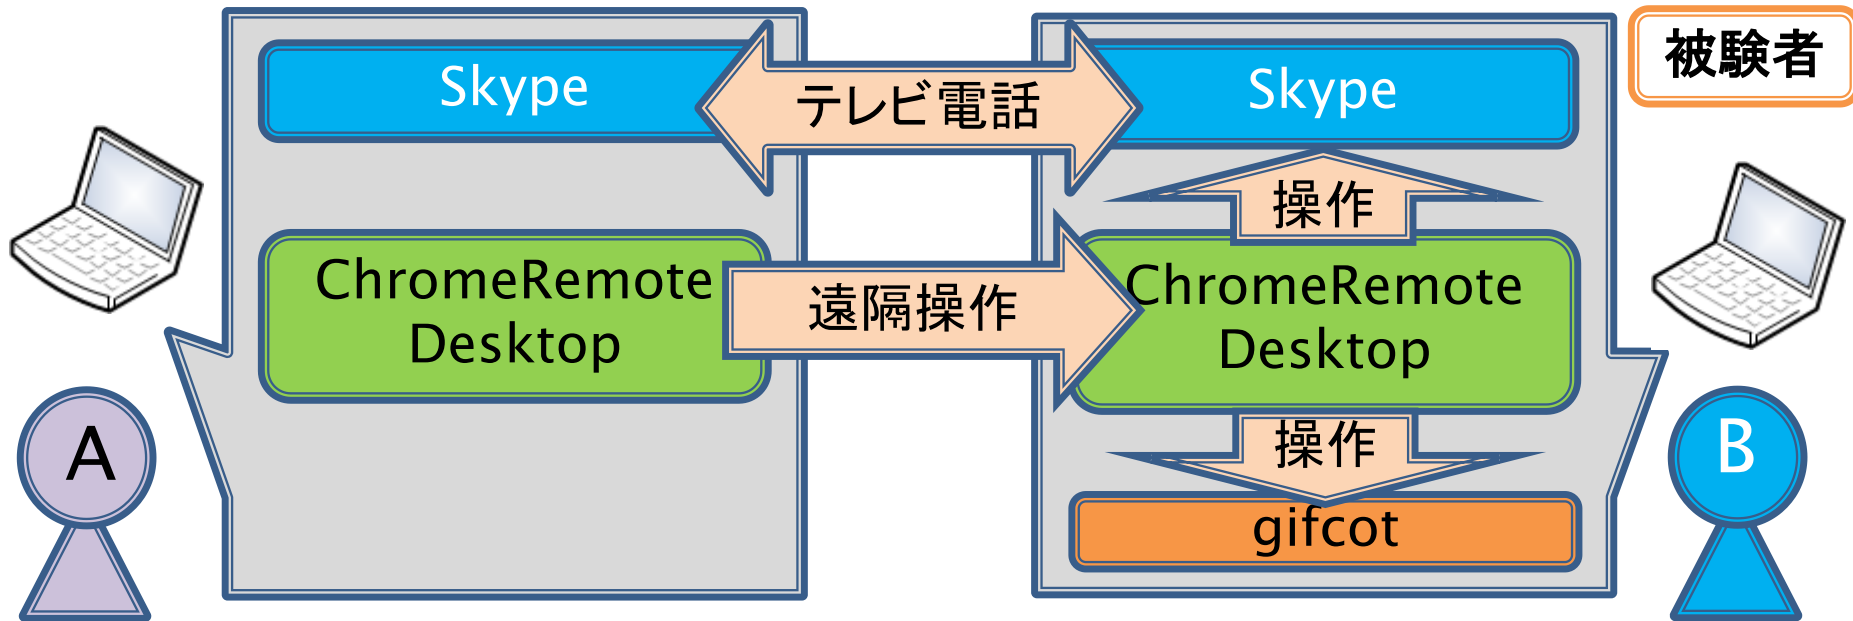 Skype
テレビ電話
Skype
被験者
操作
ChromeRemote
Desktop
遠隔操作
ChromeRemote
Desktop
操作
A
B
gifcot